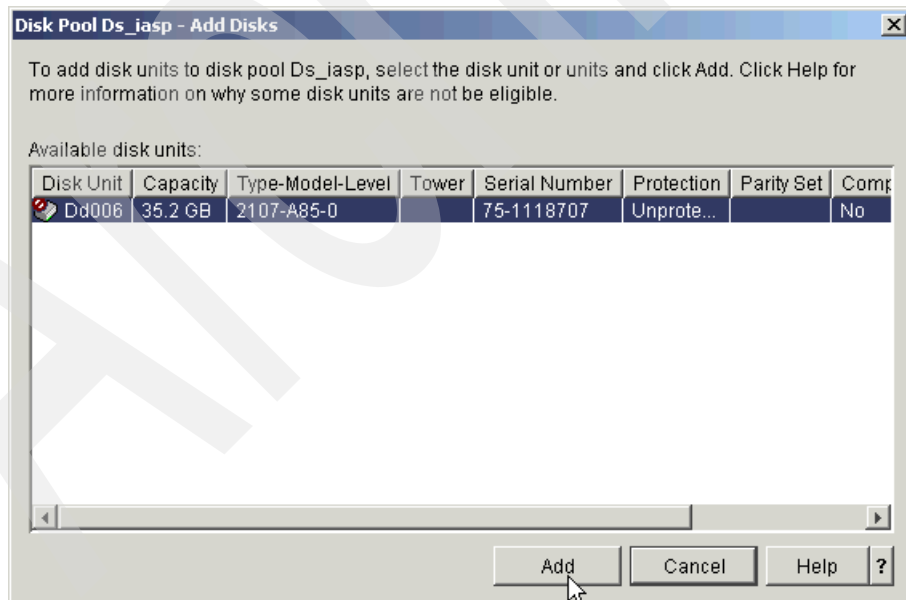 Disk Pool Ds_iasp - Add Disks
To add disk units to disk pool Ds_iasp, select the disk unit or units and click Add. Click Help for
more information on why some disk units are not be eligible.
Available disk units:
Disk Unit Capacity Type-Model-Level Tower Serial Number Protection Parity Set Comp
Dd006 35.2 GB 2107-A85-0 75-1118707 Unprote... No
Add Cancel Help ?